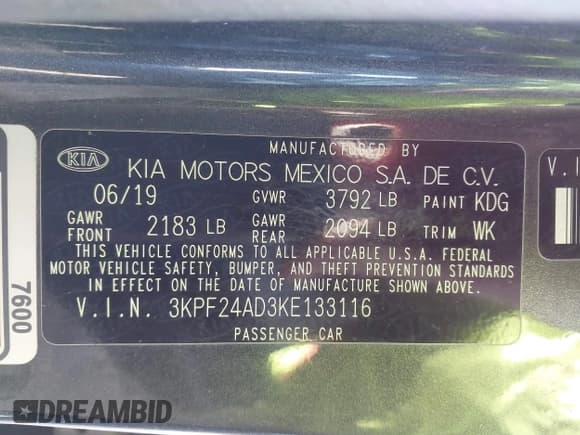 MANUFACTURED BY
KIA KIA MOTORS MEXICO S.A. DE C.V.
06/19 GVWR 3792 LB PAINT KDG
GAWR FRONT 2183 LB GAWR REAR 2094 LB TRIM WK
THIS VEHICLE CONFORMS TO ALL APPLICABLE U.S.A. FEDERAL
MOTOR VEHICLE SAFETY, BUMPER, AND THEFT PREVENTION STANDARDS
IN EFFECT ON THE DATE OF MANUFACTURE SHOWN ABOVE.
V.I.N. 3KPF24AD3KE133116
PASSENGER CAR
7600
V.I
DREAMBID